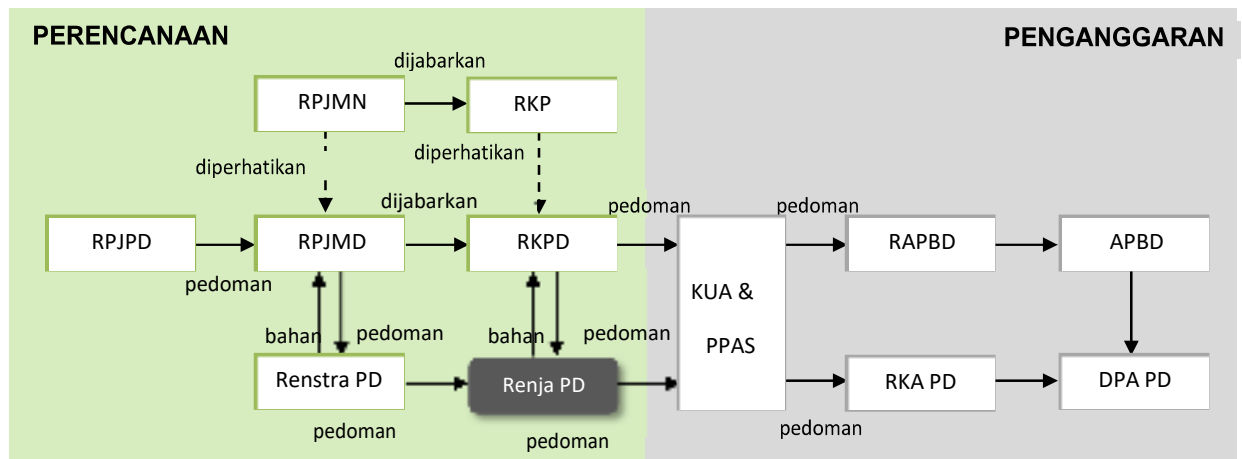 PERENCANAAN
PENGANGGARAN
dijabarkan
RPJMN
RKP
diperhatikan
diperhatikan
dijabarkan
pedoman
pedoman
RPJPD
RPJMD
RKPD
RAPBD
APBD
pedoman
KUA &
PPAS
bahan
pedoman
bahan
pedoman
Renstra PD
Renja PD
RKA PD
DPA PD
pedoman
pedoman
pedoman